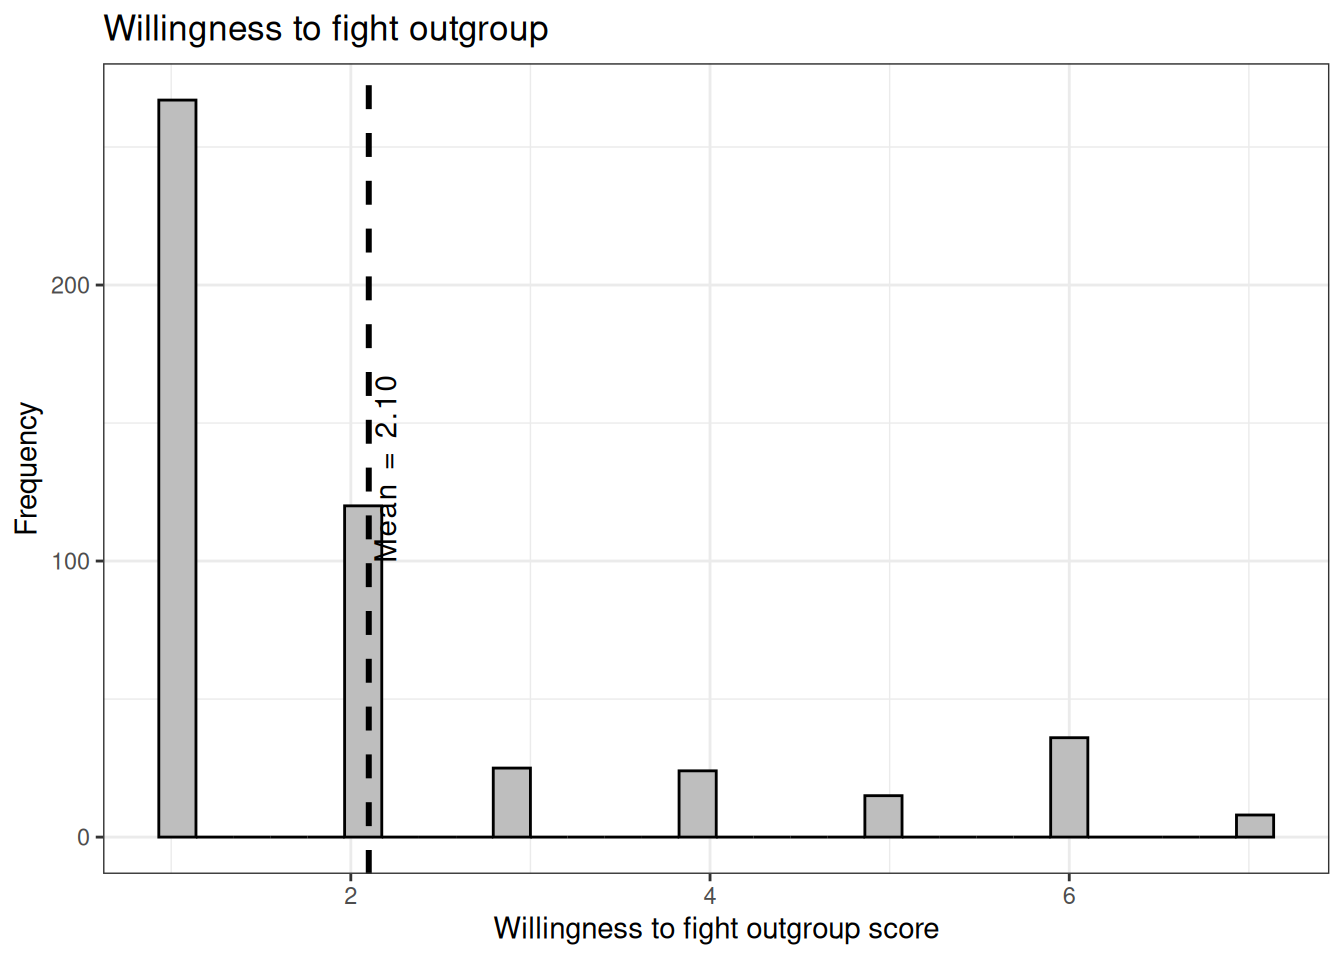 Willingness to fight outgroup
Frequency
200
100
0
Mean = 2.10
2
4
6
Willingness to fight outgroup score